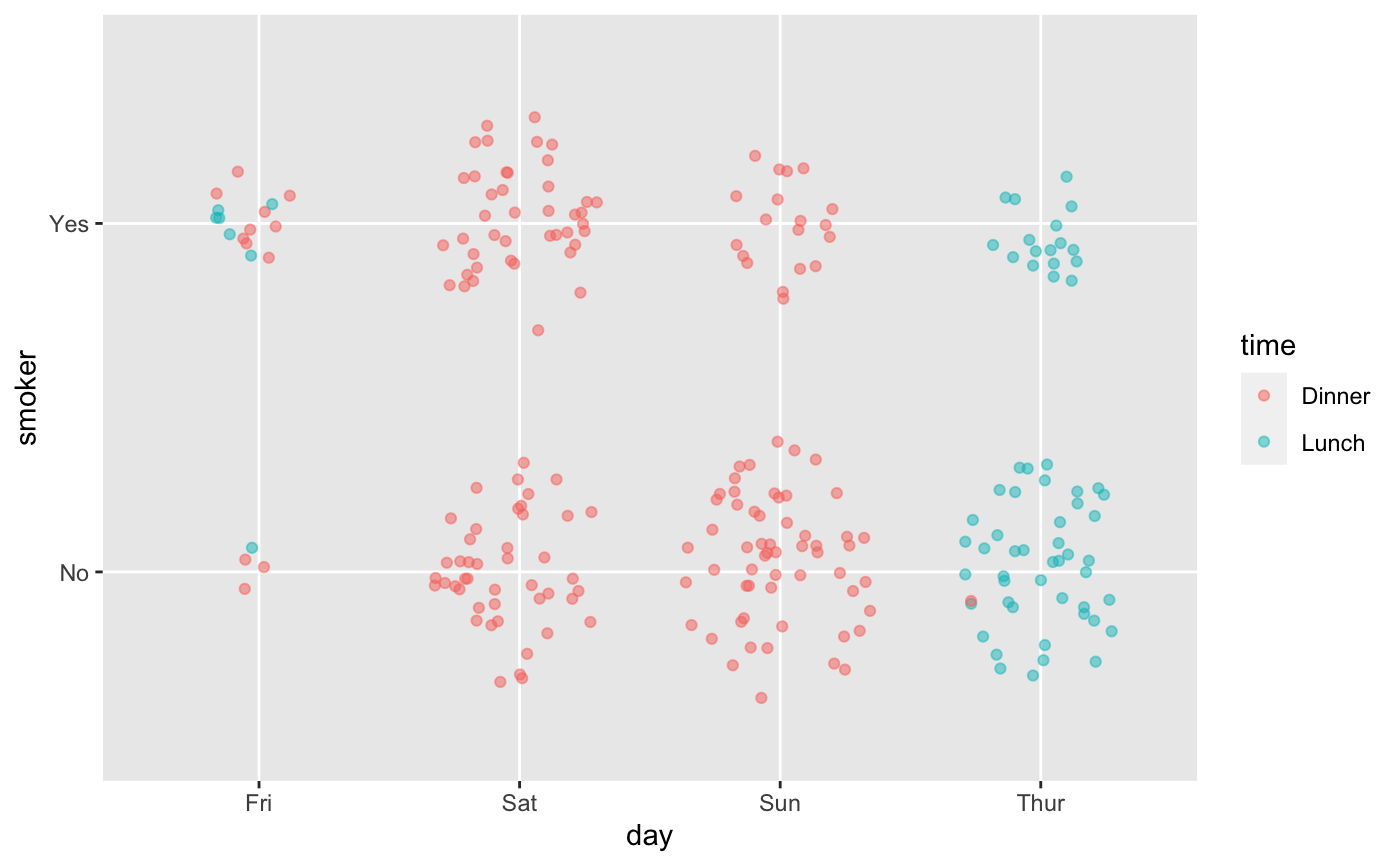 Yes
No
smoker
Fri
Sat
Sun
Thur
day
time
Dinner
Lunch